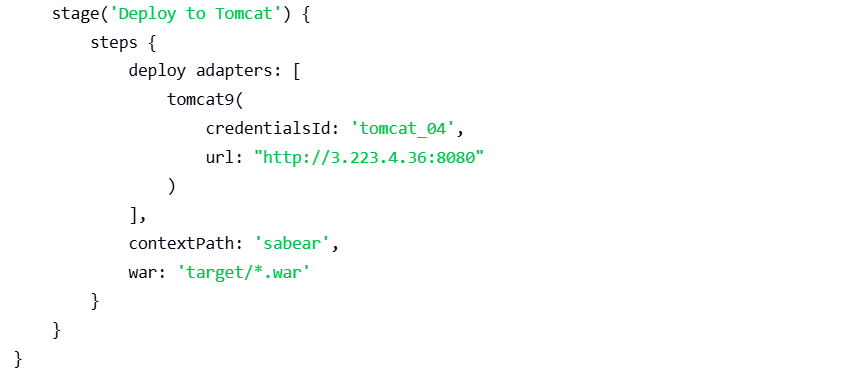 stage('Deploy to Tomcat') {
steps {
deploy adapters: [
tomcat9(
credentialsId: 'tomcat_04',
url: "http://3.223.4.36:8080"
)
],
contextPath: 'sabear',
war: 'target/*.war'
}
}
}